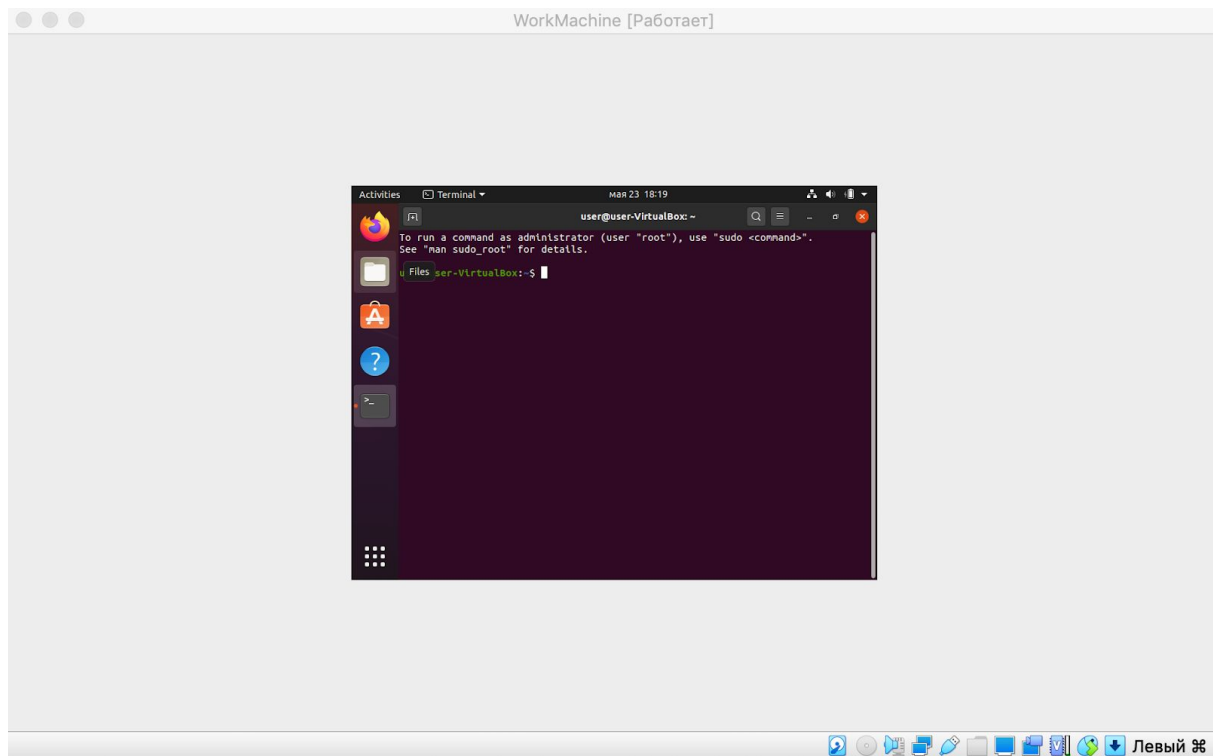 WorkMachine [Работает]
Activities Terminal мая 23 18:19
user@user-VirtualBox: ~
To run a command as administrator (user "root"), use "sudo <command>".
See "man sudo_root" for details.
u Files ser-VirtualBox:~$
Левый ⌘